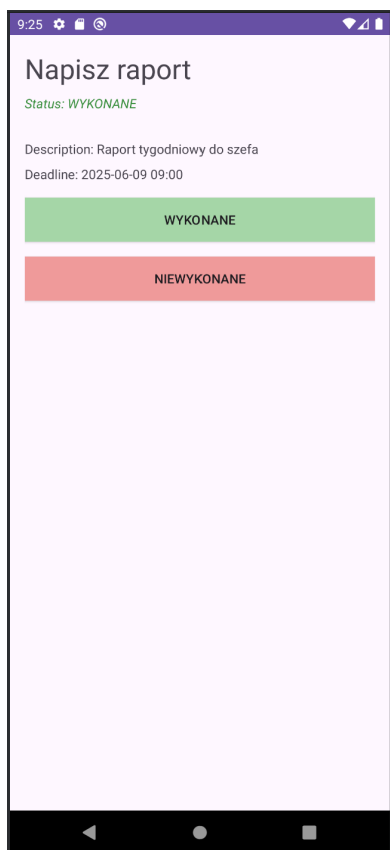 9:25
Napisz raport
Status: WYKONANE
Description: Raport tygodniowy do szefa
Deadline: 2025-06-09 09:00
WYKONANE
NIEWYKONANE